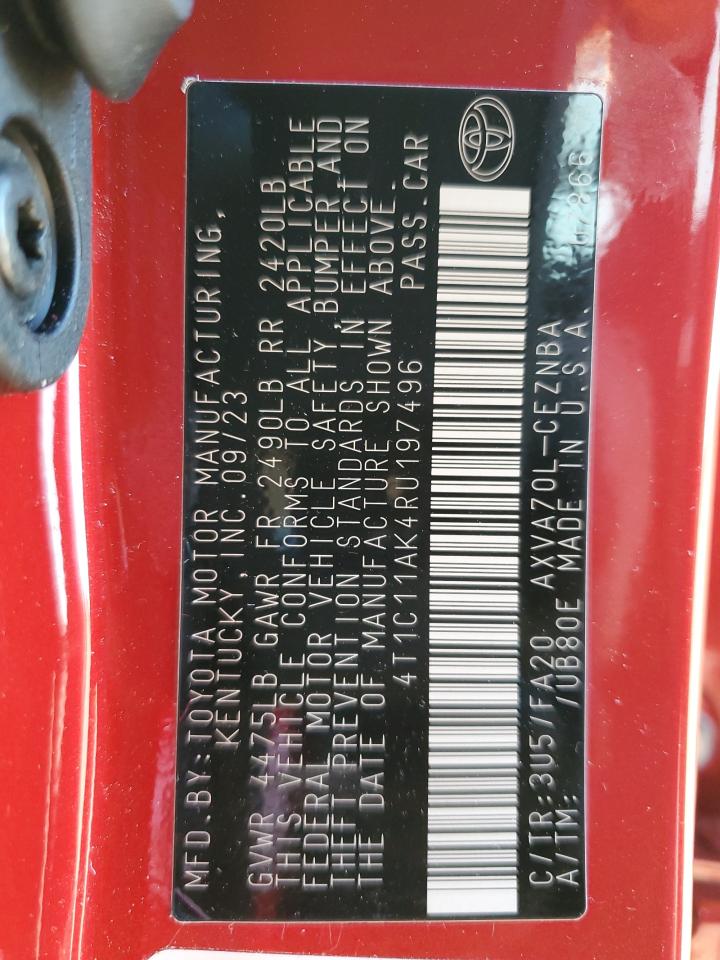 MFD.BY:TOYOTA MOTOR MANUFACTURING,
KENTUCKY, INC.09/23
GVWR 4475LB GAWR FR 2490LB RR 2420LB
THIS VEHICLE CONFORMS TO ALL APPLICABLE
FEDERAL MOTOR VEHICLE SAFETY, BUMPER AND
THEFT PREVENTION STANDARDS IN EFFECT ON
THE DATE OF MANUFACTURE SHOWN ABOVE.
4T1C11AK4RU197496 PASS.CAR
C/TR:3U5/FA20 AXVA70L-CEZNBA
A/TM: /UB80E MADE IN U.S.A.